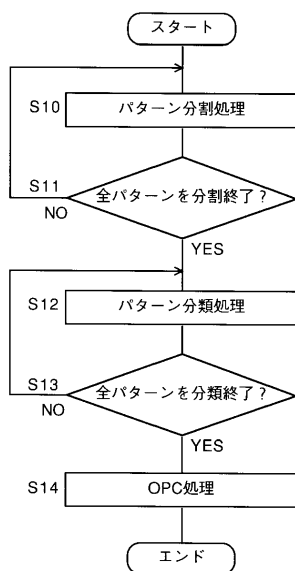 スタート
S10
パターン分割処理
S11
全パターンを分割終了?
NO
YES
S12
パターン分類処理
S13
全パターンを分類終了?
NO
YES
S14
OPC処理
エンド